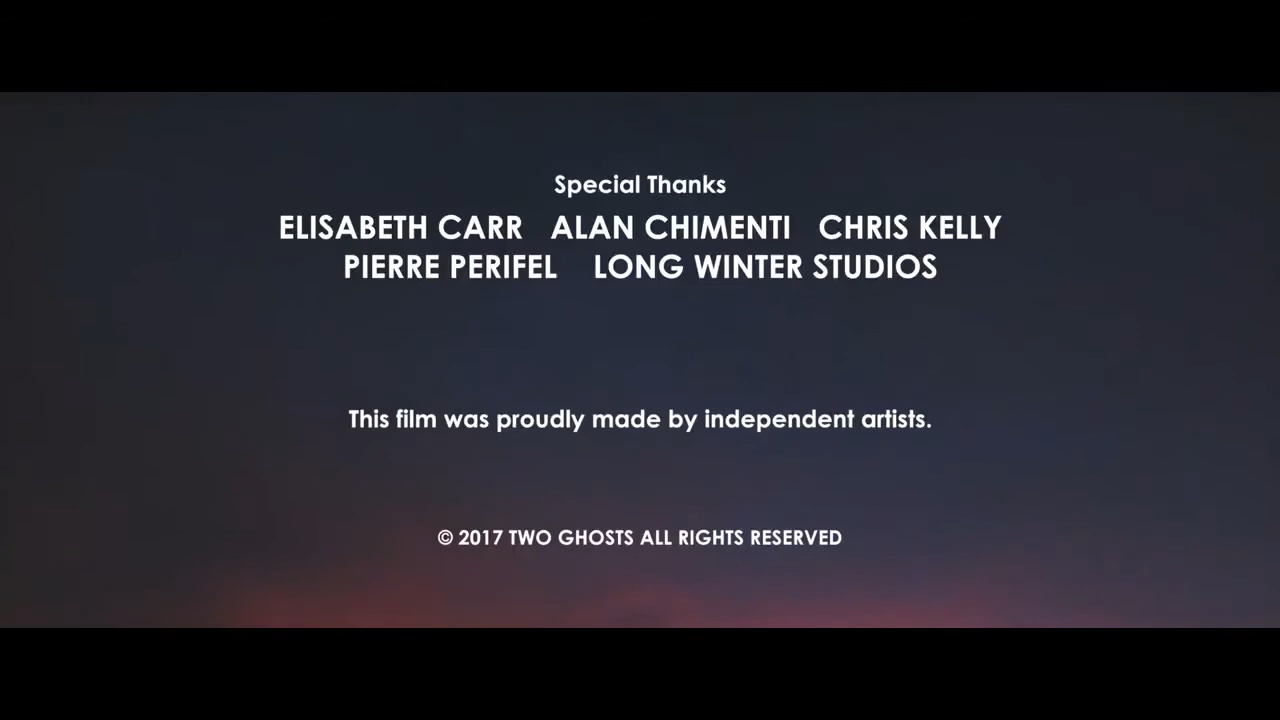 Special Thanks
ELISABETH CARR ALAN CHIMENTI CHRIS KELLY
PIERRE PERIFEL LONG WINTER STUDIOS
This film was proudly made by independent artists.
© 2017 TWO GHOSTS ALL RIGHTS RESERVED